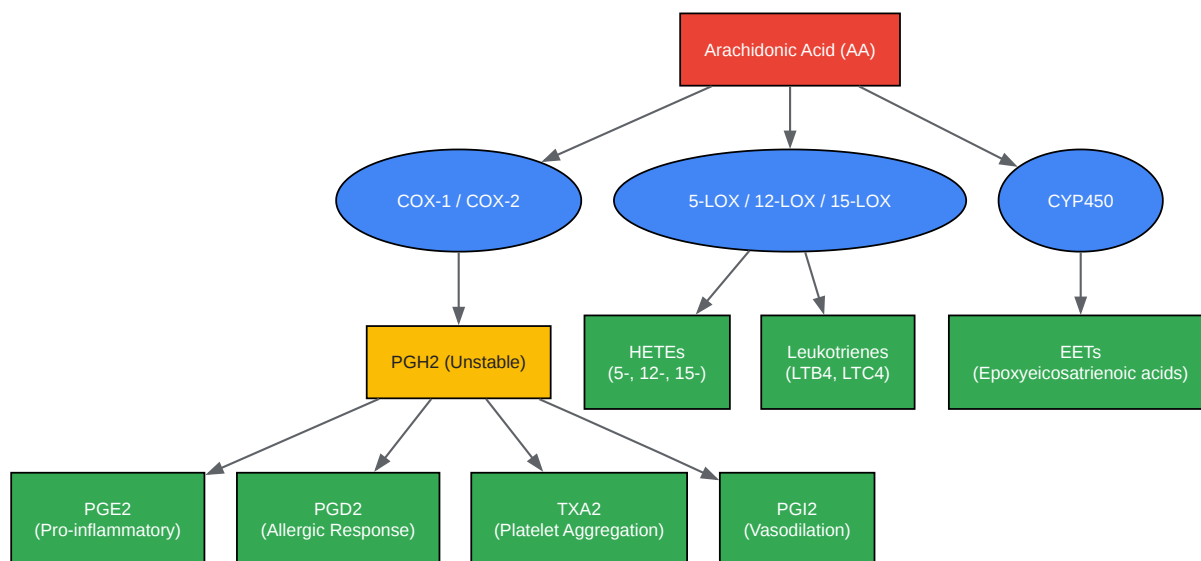 Arachidonic Acid (AA)
COX-1 / COX-2
5-LOX / 12-LOX / 15-LOX
CYP450
PGH2 (Unstable)
HETEs
(5-, 12-, 15-)
Leukotrienes
(LTB4, LTC4)
EETs
(Epoxyeicosatrienoic acids)
PGE2
(Pro-inflammatory)
PGD2
(Allergic Response)
TXA2
(Platelet Aggregation)
PGI2
(Vasodilation)